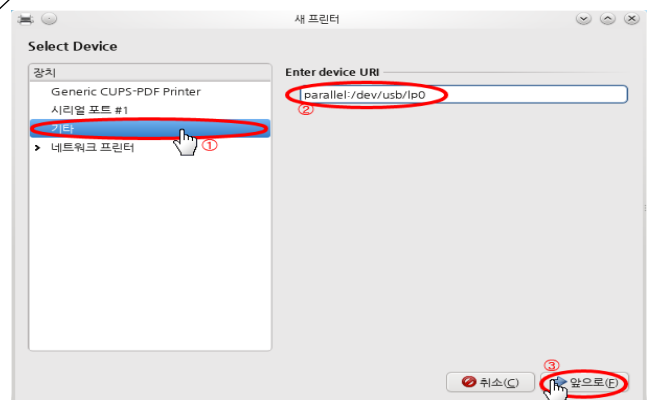 새 프린터
Select Device
장치
Generic CUPS-PDF Printer
시리얼 포트 #1
기타
①
네트워크 프린터
Enter device URI
parallel:/dev/usb/lp0
②
③
취소(C)
앞으로(F)